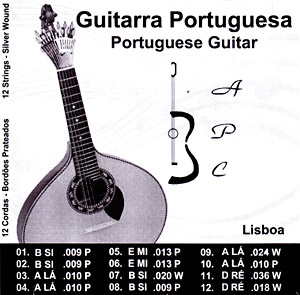 Guitarra Portuguesa
Portuguese Guitar
12 Cordas - Bordões Prateados
12 Strings - Silver Wound
A
P
C
Lisboa
01. B SI .009 P
02. B SI .009 P
03. A LÁ .010 P
04. A LÁ .010 P
05. E MI .013 P
06. E MI .013 P
07. B SI .020 W
08. B SI .009 P
09. A LÁ .024 W
10. A LÁ .010 P
11. D RÉ .036 W
12. D RÉ .018 W